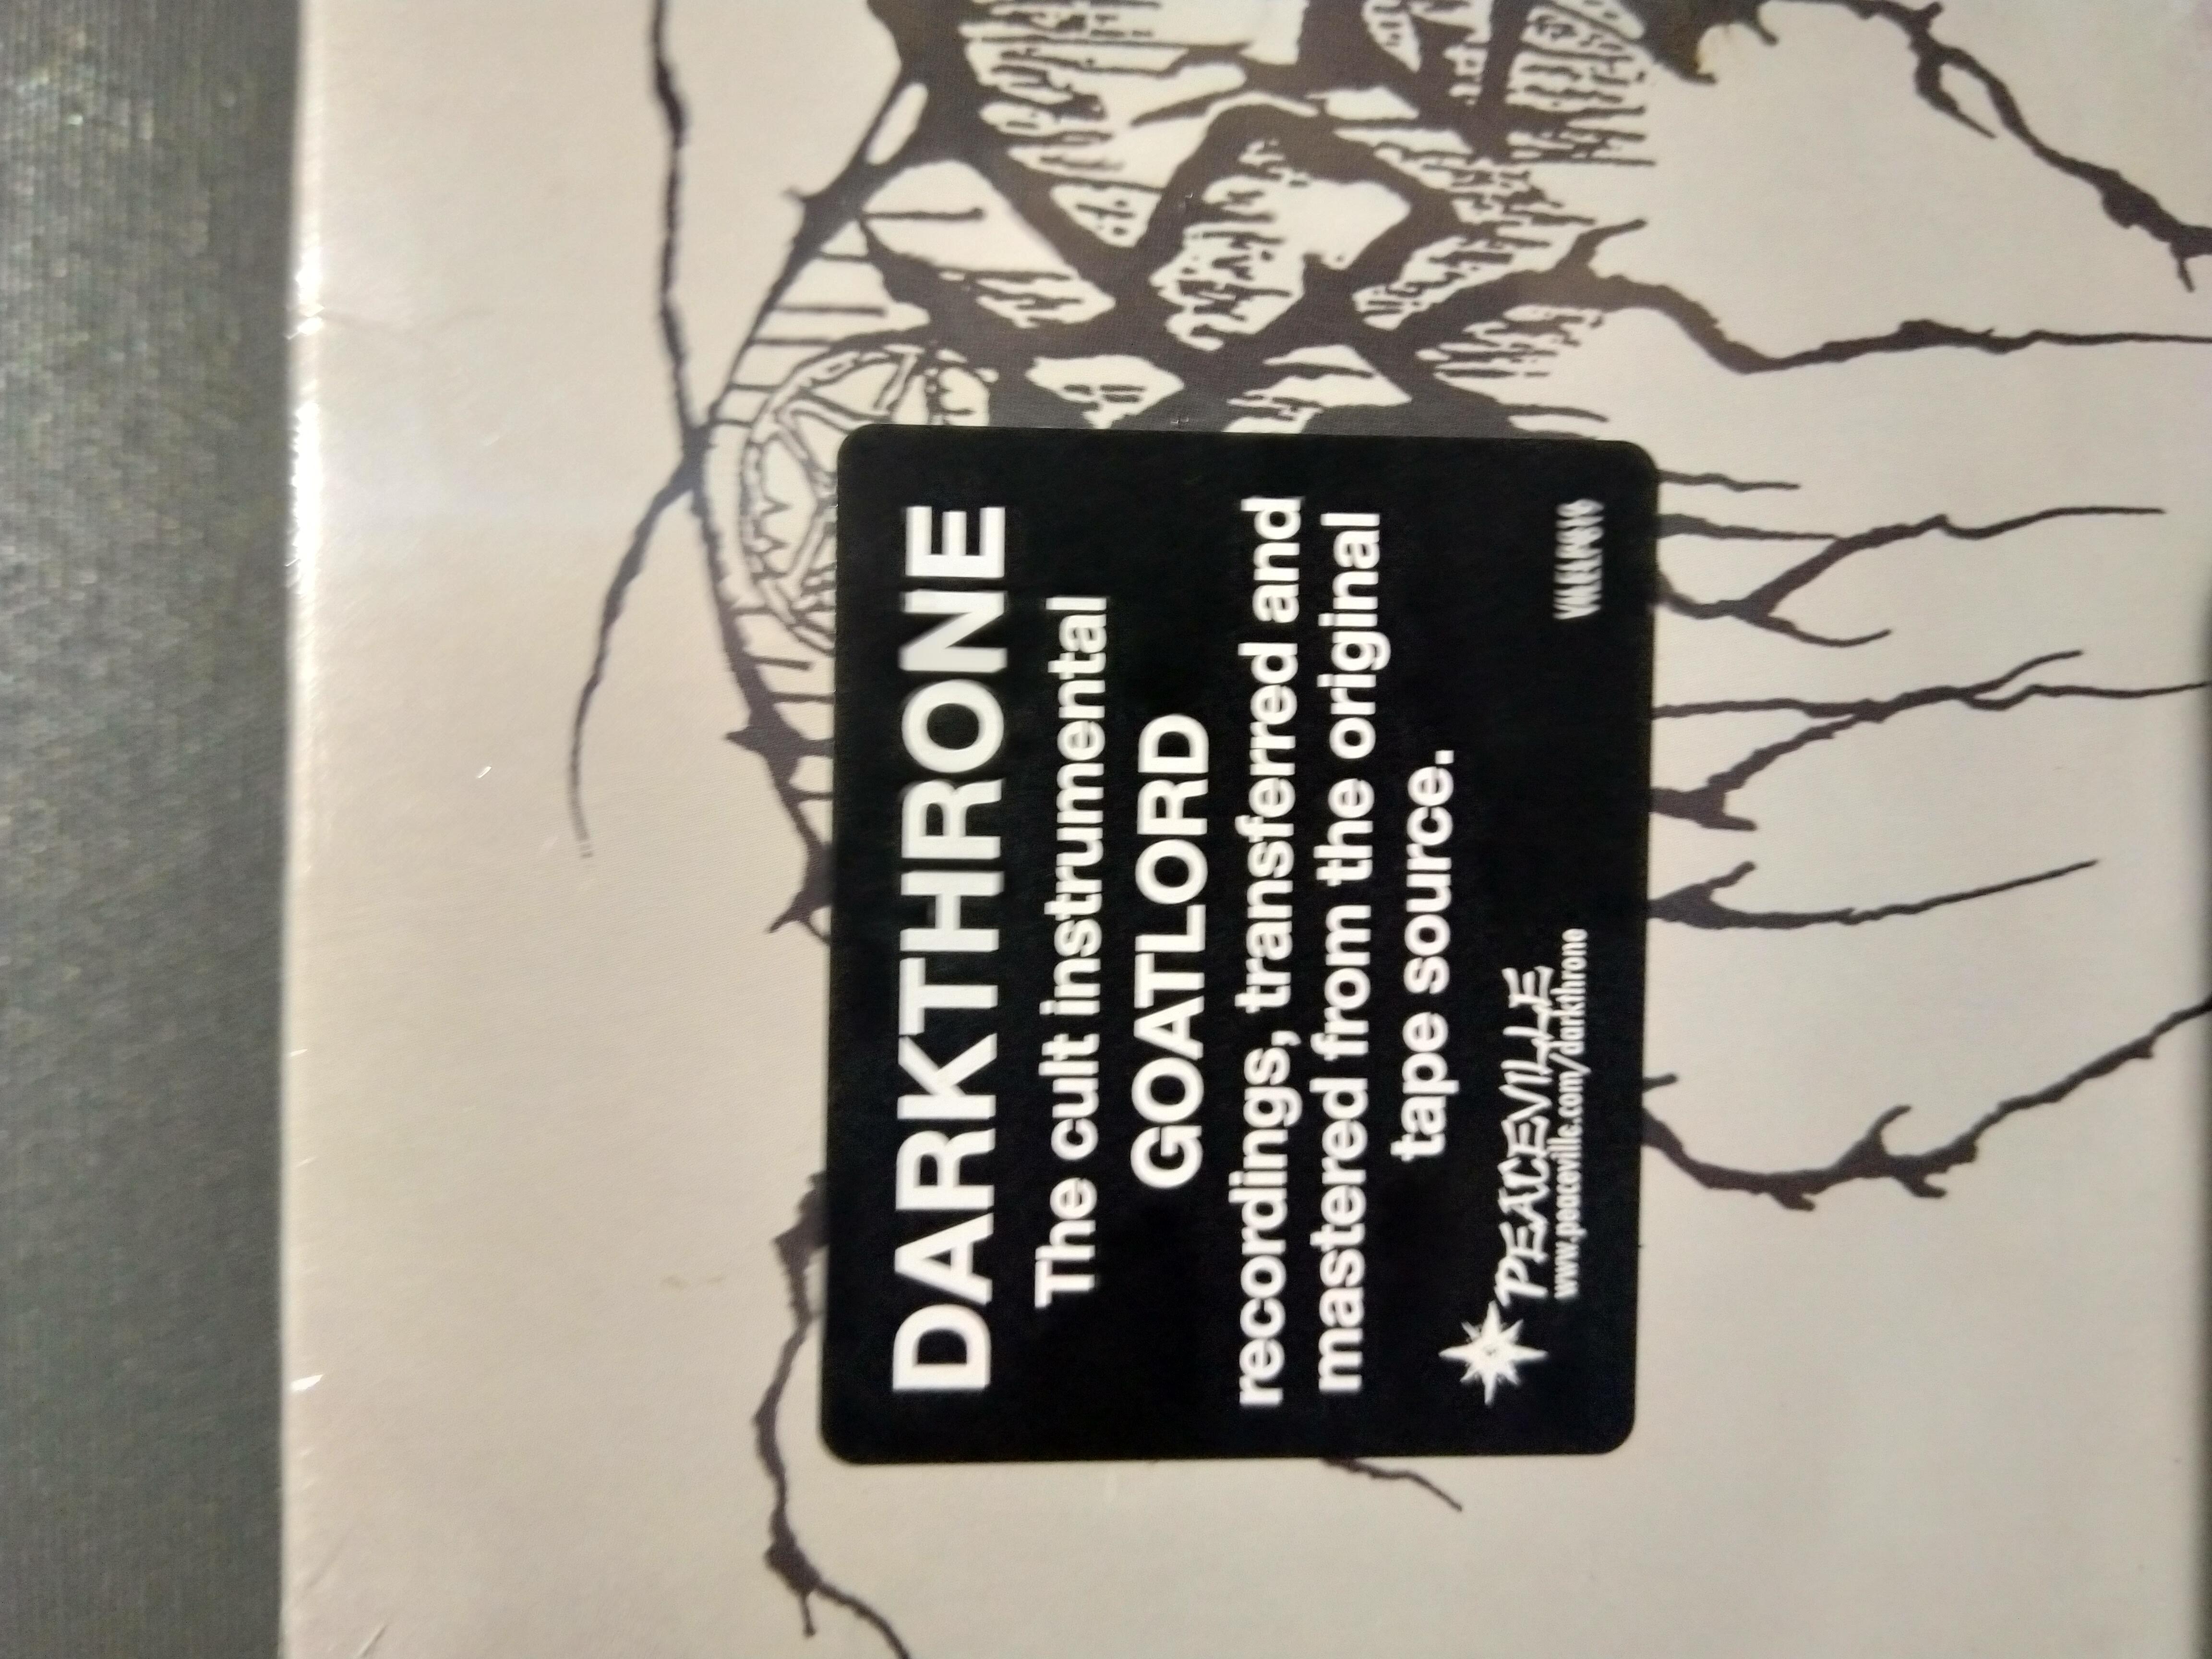 DARKTHRONE
The cult instrumental
GOATLORD
recordings, transferred and
mastered from the original
tape source.
PEACEVILLE
www.peaceville.com/darkthrone